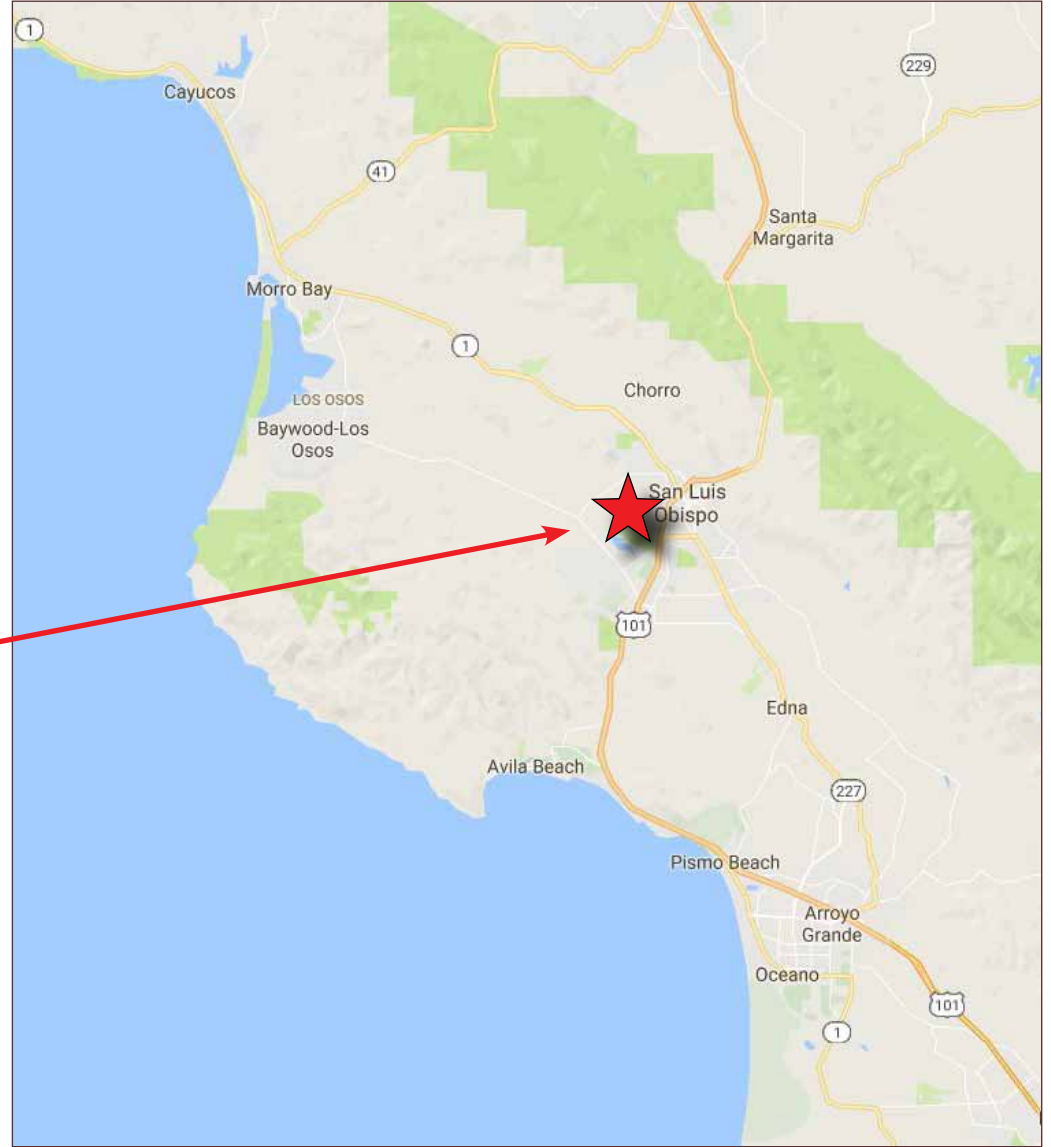 1
229
Cayucos
41
Santa
Margarita
Morro Bay
1
Chorro
LOS OSOS
Baywood-Los
Osos
San Luis
Obispo
101
Edna
Avila Beach
227
Pismo Beach
Arroyo
Grande
Oceano
101
1